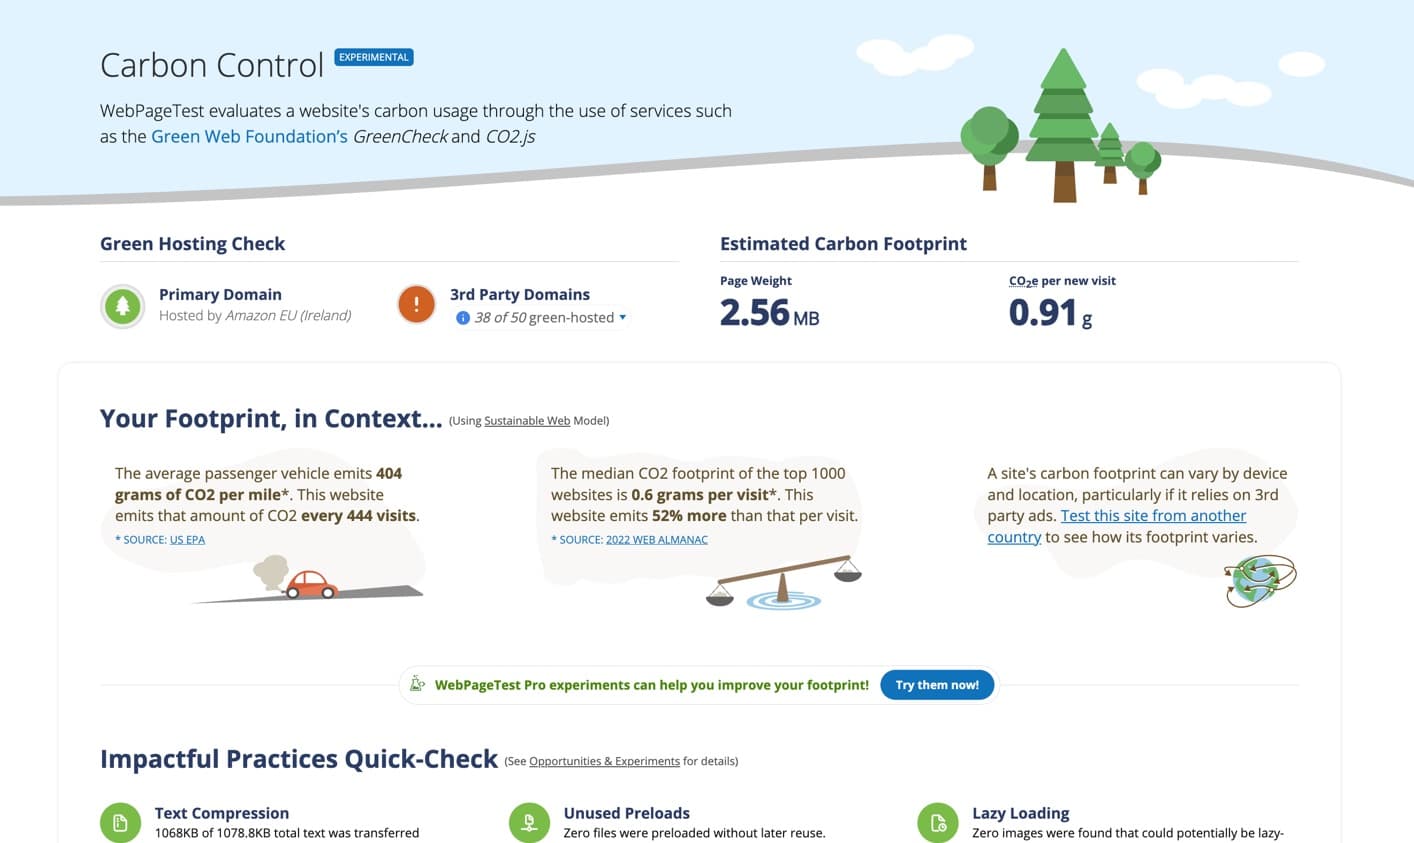 Carbon Control EXPERIMENTAL
WebPageTest evaluates a website's carbon usage through the use of services such
as the Green Web Foundation's GreenCheck and CO2.js
Green Hosting Check
Primary Domain
Hosted by Amazon EU (Ireland)
3rd Party Domains
38 of 50 green-hosted
Estimated Carbon Footprint
Page Weight
2.56 MB
CO2e per new visit
0.91 g
Your Footprint, in Context... (Using Sustainable Web Model)
The average passenger vehicle emits 404
grams of CO2 per mile*. This website
emits that amount of CO2 every 444 visits.
* SOURCE: US EPA
The median CO2 footprint of the top 1000
websites is 0.6 grams per visit*. This
website emits 52% more than that per visit.
* SOURCE: 2022 WEB ALMANAC
A site's carbon footprint can vary by device
and location, particularly if it relies on 3rd
party ads. Test this site from another
country to see how its footprint varies.
WebPageTest Pro experiments can help you improve your footprint! Try them now!
Impactful Practices Quick-Check (See Opportunities & Experiments for details)
Text Compression
1068KB of 1078.8KB total text was transferred
Unused Preloads
Zero files were preloaded without later reuse.
Lazy Loading
Zero images were found that could potentially be lazy-